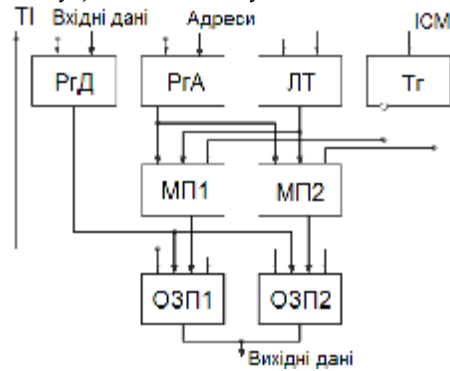 ТІ Вхідні дані Адреси ІСМ
РгД РгА ЛТ Тг
МП1 МП2
ОЗП1 ОЗП2
Вихідні дані